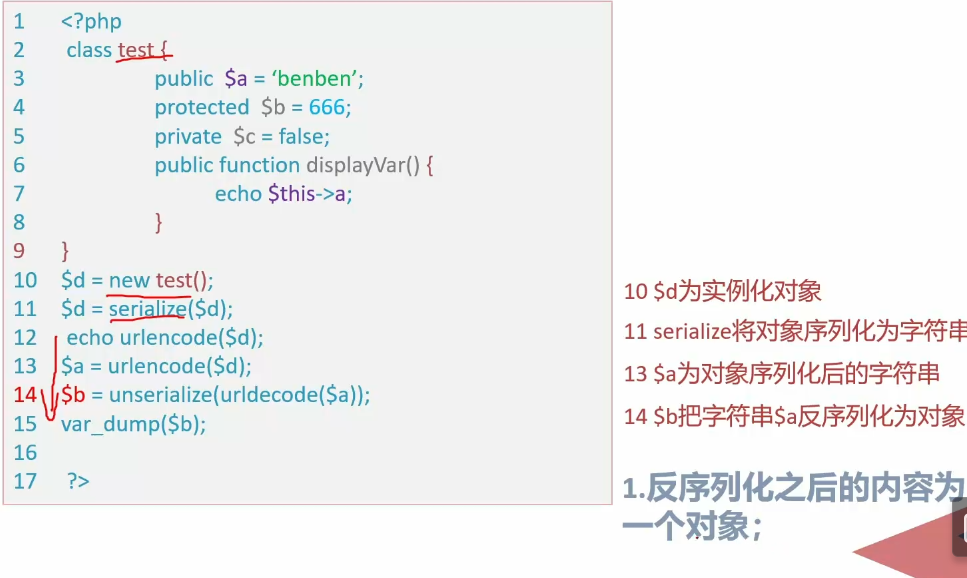 1 <?php
2 class test {
3 public $a = ‘benben’;
4 protected $b = 666;
5 private $c = false;
6 public function displayVar() {
7 echo $this->a;
8 }
9 }
10 $d = new test();
11 $d = serialize($d);
12 echo urlencode($d);
13 $a = urlencode($d);
14 $b = unserialize(urldecode($a));
15 var_dump($b);
16
17 ?>
10 $d为实例化对象
11 serialize将对象序列化为字符串
13 $a为对象序列化后的字符串
14 $b把字符串$a反序列化为对象
1.反序列化之后的内容为
一个对象；